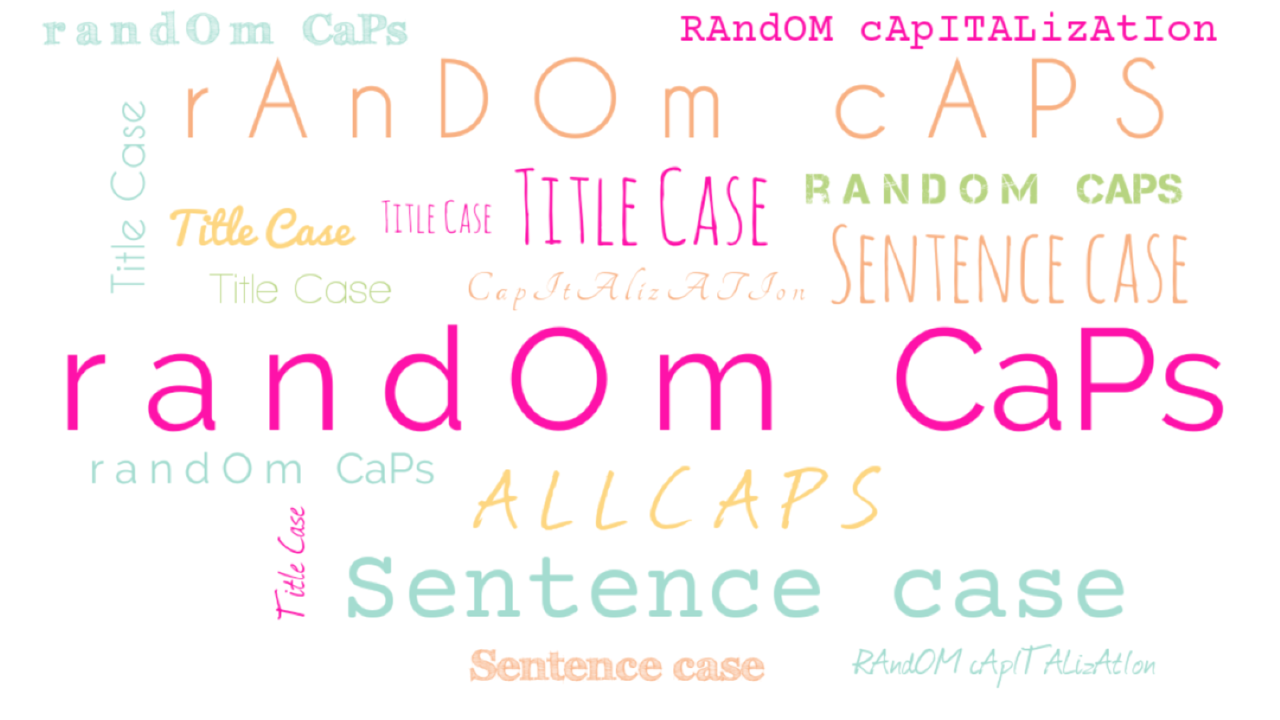 randOm CaPs
RAndOM cApITALizAtIon
rAnDOm cAPS
Title Case
Title Case
Title Case
Title Case
RANDOM CAPS
Title Case
CapItAlizATIon
Sentence case
randOm CaPs
randOm CaPs
ALLCAPS
Title Case
Sentence case
Sentence case
RAndOM cApITALizAtIon